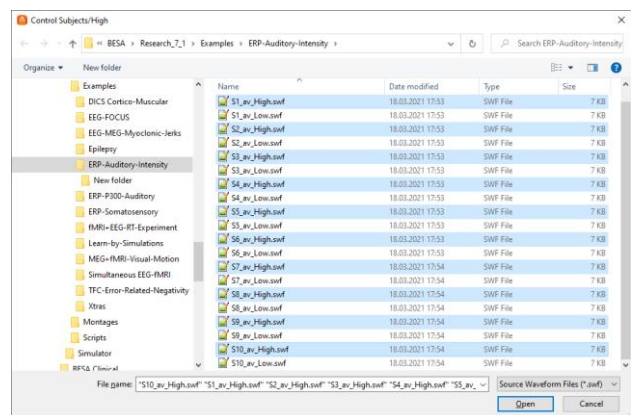 Control Subjects/High
« BESA › Research_7_1 › Examples › ERP-Auditory-Intensity ›
Search ERP-Auditory-Intensity
Organize New folder
Examples
DICS Cortico-Muscular
EEG-FOCUS
EEG-MEG-Myoclonic-Jerks
Epilepsy
ERP-Auditory-Intensity
New folder
ERP-P300-Auditory
ERP-Somatosensory
fMRI+EEG-RT-Experiment
Learn-by-Simulations
MEG+fMRI-Visual-Motion
Simultaneous EEG-fMRI
TFC-Error-Related-Negativity
Xtras
Montages
Scripts
Simulator
BESA Clinical
Name Date modified Type Size
S1_av_High.swf 18.03.2021 17:53 SWF File 7 KB
S1_av_Low.swf 18.03.2021 17:53 SWF File 7 KB
S2_av_High.swf 18.03.2021 17:53 SWF File 7 KB
S2_av_Low.swf 18.03.2021 17:53 SWF File 7 KB
S3_av_High.swf 18.03.2021 17:53 SWF File 7 KB
S3_av_Low.swf 18.03.2021 17:53 SWF File 7 KB
S4_av_High.swf 18.03.2021 17:53 SWF File 7 KB
S4_av_Low.swf 18.03.2021 17:53 SWF File 7 KB
S5_av_High.swf 18.03.2021 17:53 SWF File 7 KB
S5_av_Low.swf 18.03.2021 17:53 SWF File 7 KB
S6_av_High.swf 18.03.2021 17:53 SWF File 7 KB
S6_av_Low.swf 18.03.2021 17:53 SWF File 7 KB
S7_av_High.swf 18.03.2021 17:54 SWF File 7 KB
S7_av_Low.swf 18.03.2021 17:54 SWF File 7 KB
S8_av_High.swf 18.03.2021 17:54 SWF File 7 KB
S8_av_Low.swf 18.03.2021 17:54 SWF File 7 KB
S9_av_High.swf 18.03.2021 17:54 SWF File 7 KB
S9_av_Low.swf 18.03.2021 17:54 SWF File 7 KB
S10_av_High.swf 18.03.2021 17:54 SWF File 7 KB
S10_av_Low.swf 18.03.2021 17:54 SWF File 7 KB
File name: "S10_av_High.swf" "S1_av_High.swf" "S2_av_High.swf" "S3_av_High.swf" "S4_av_High.swf" "S5_av_
Source Waveform Files (*.swf)
Open Cancel